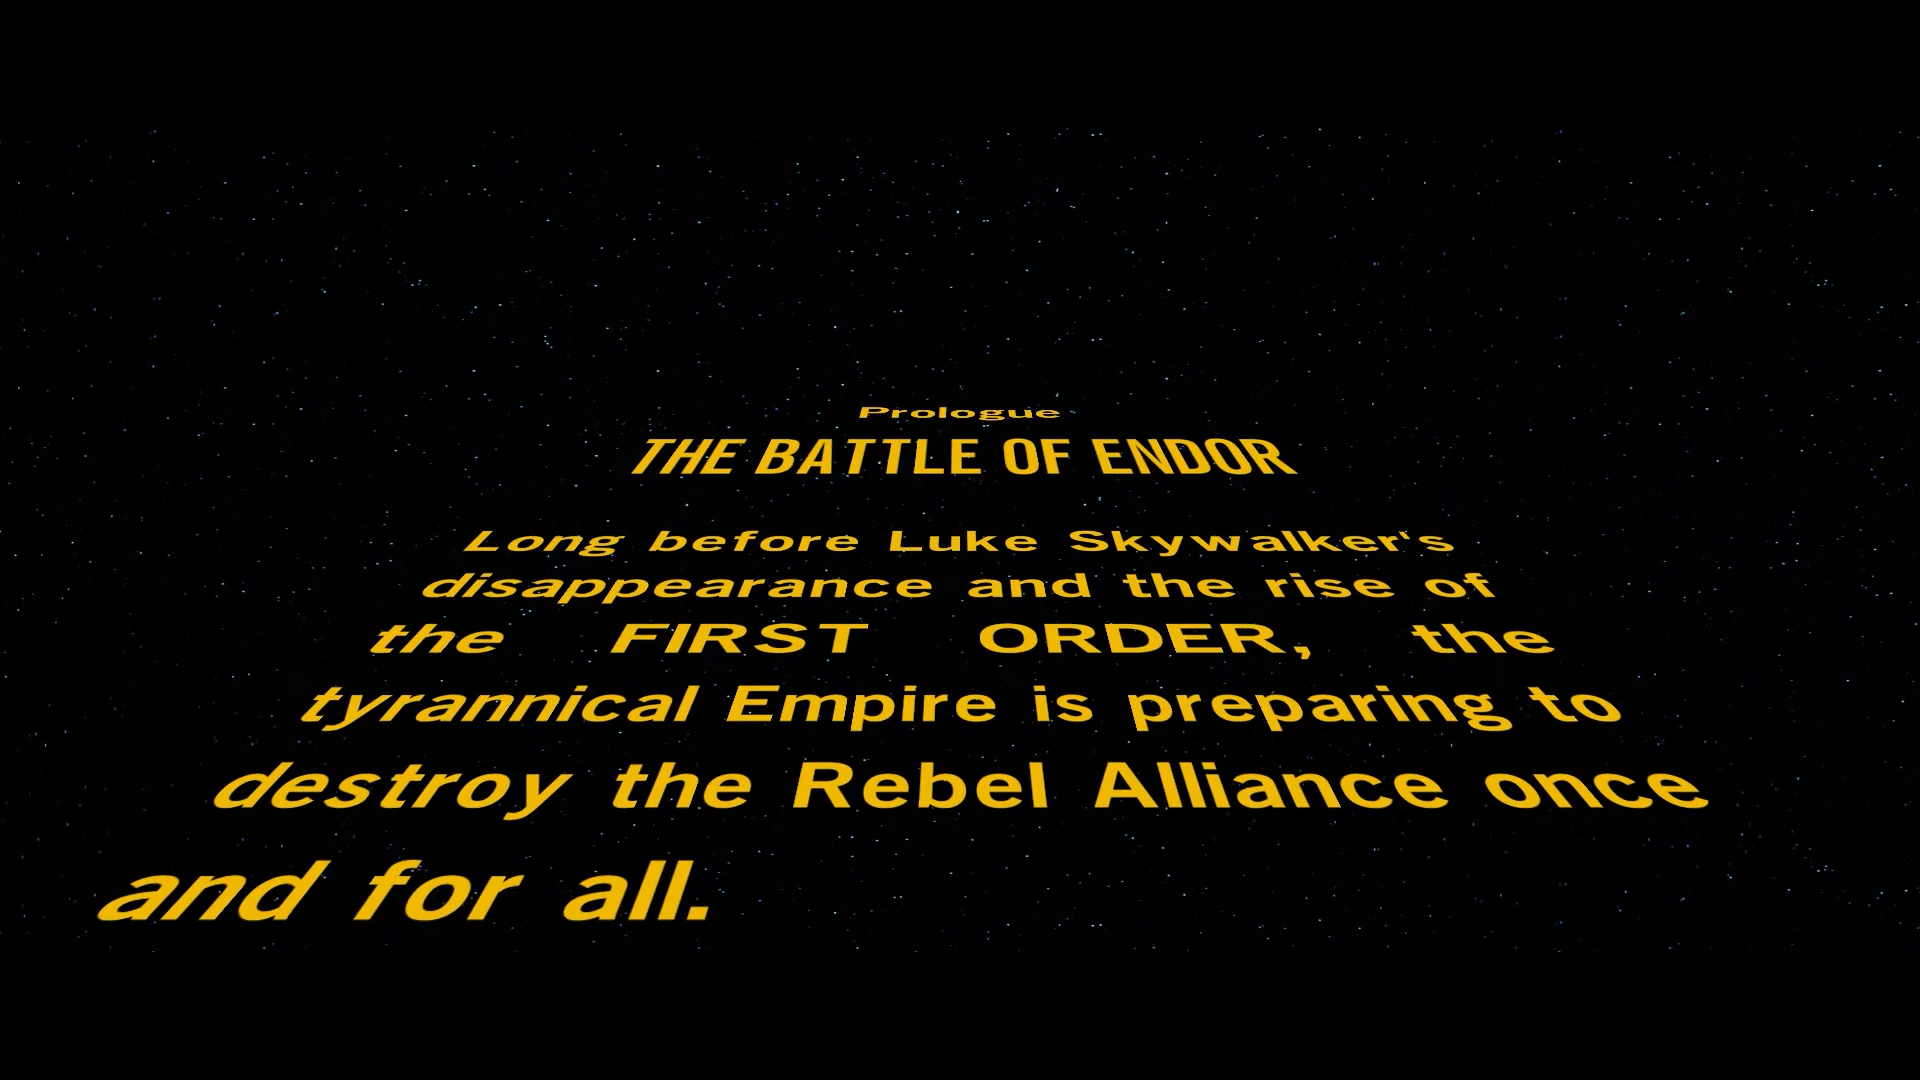 Prologue
THE BATTLE OF ENDOR
Long before Luke Skywalker's
disappearance and the rise of
the FIRST ORDER, the
tyrannical Empire is preparing to
destroy the Rebel Alliance once
and for all.